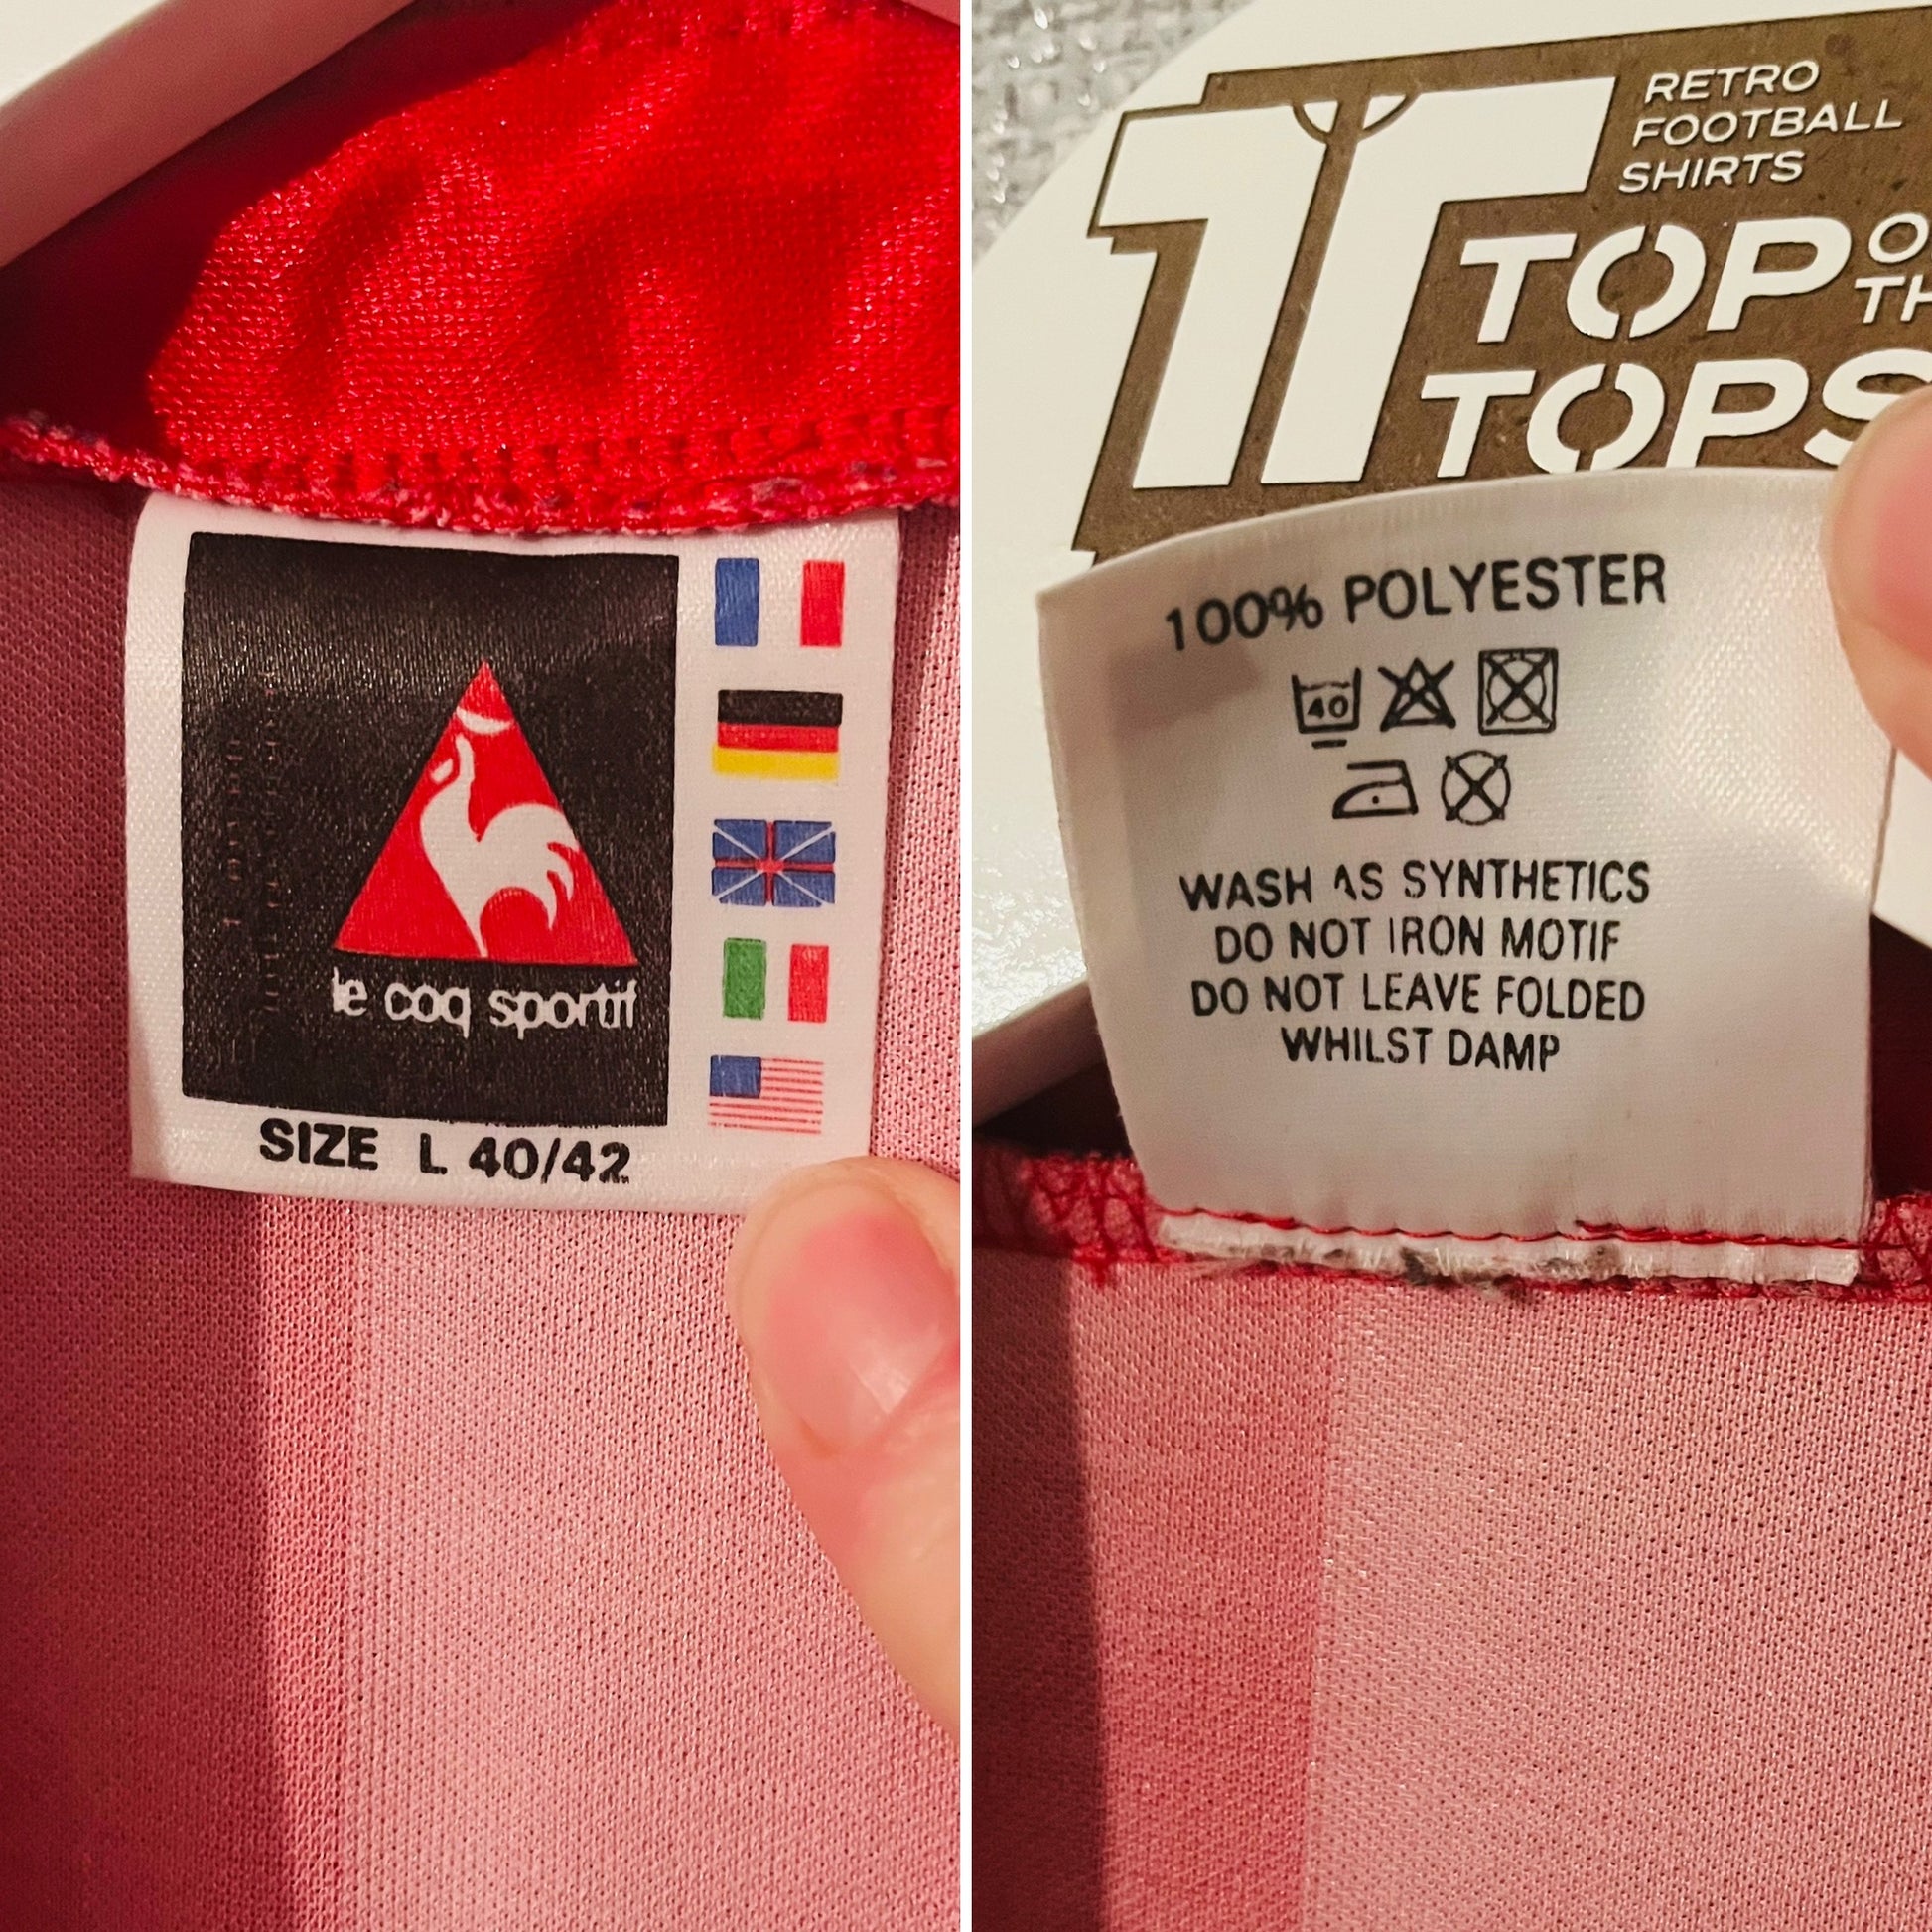 le coq sportif
SIZE L 40/42
RETRO
FOOTBALL
SHIRTS
TOP
TOPS
100% POLYESTER
40
WASH AS SYNTHETICS
DO NOT IRON MOTIF
DO NOT LEAVE FOLDED
WHILST DAMP